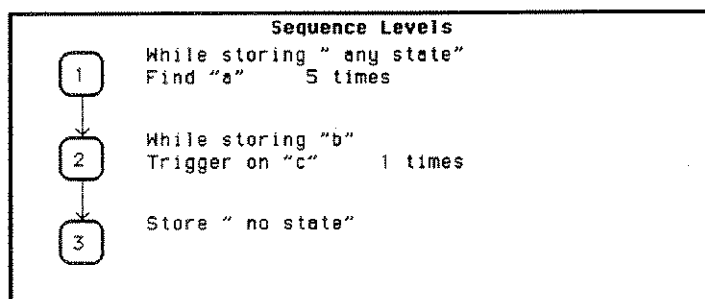 Sequence Levels
1
While storing " any state"
Find "a" 5 times
2
While storing "b"
Trigger on "c" 1 times
3
Store " no state"